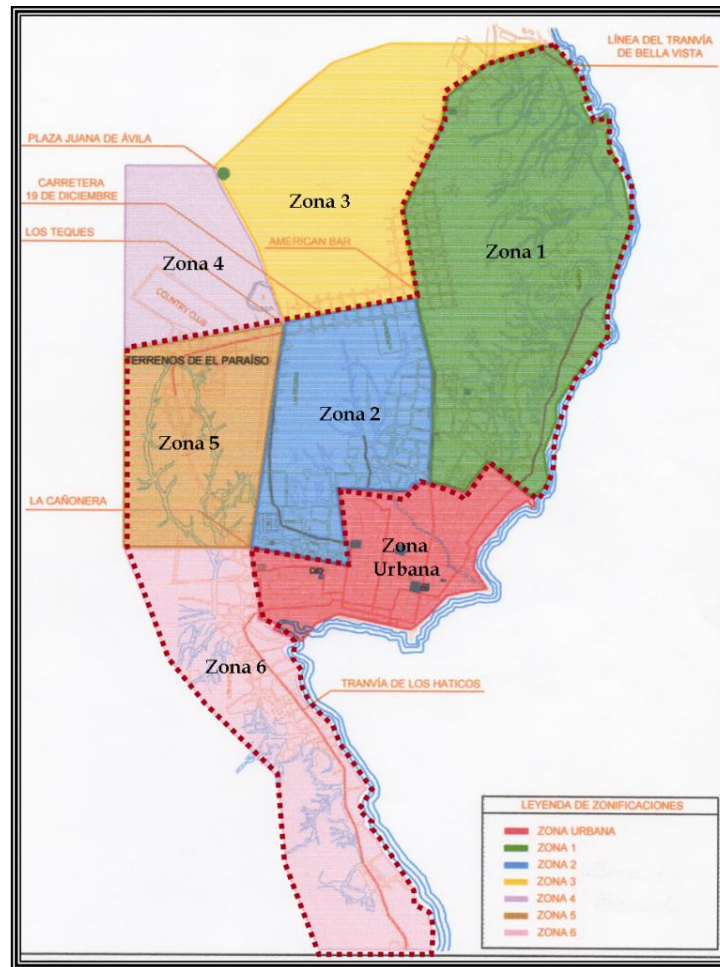 LÍNEA DEL TRANVÍA
DE BELLA VISTA
PLAZA JUANA DE ÁVILA
CARRETERA
19 DE DICIEMBRE
LOS TEQUES
Zona 3
AMERICAN BAR
Zona 1
Zona 4
COUNTRY CLUB
TERRENOS DE EL PARAÍSO
Zona 2
Zona 5
LA CAÑONERA
Zona
Urbana
Zona 6
TRANVÍA DE LOS HATICOS
LEYENDA DE ZONIFICACIONES
ZONA URBANA
ZONA 1
ZONA 2
ZONA 3
ZONA 4
ZONA 5
ZONA 6